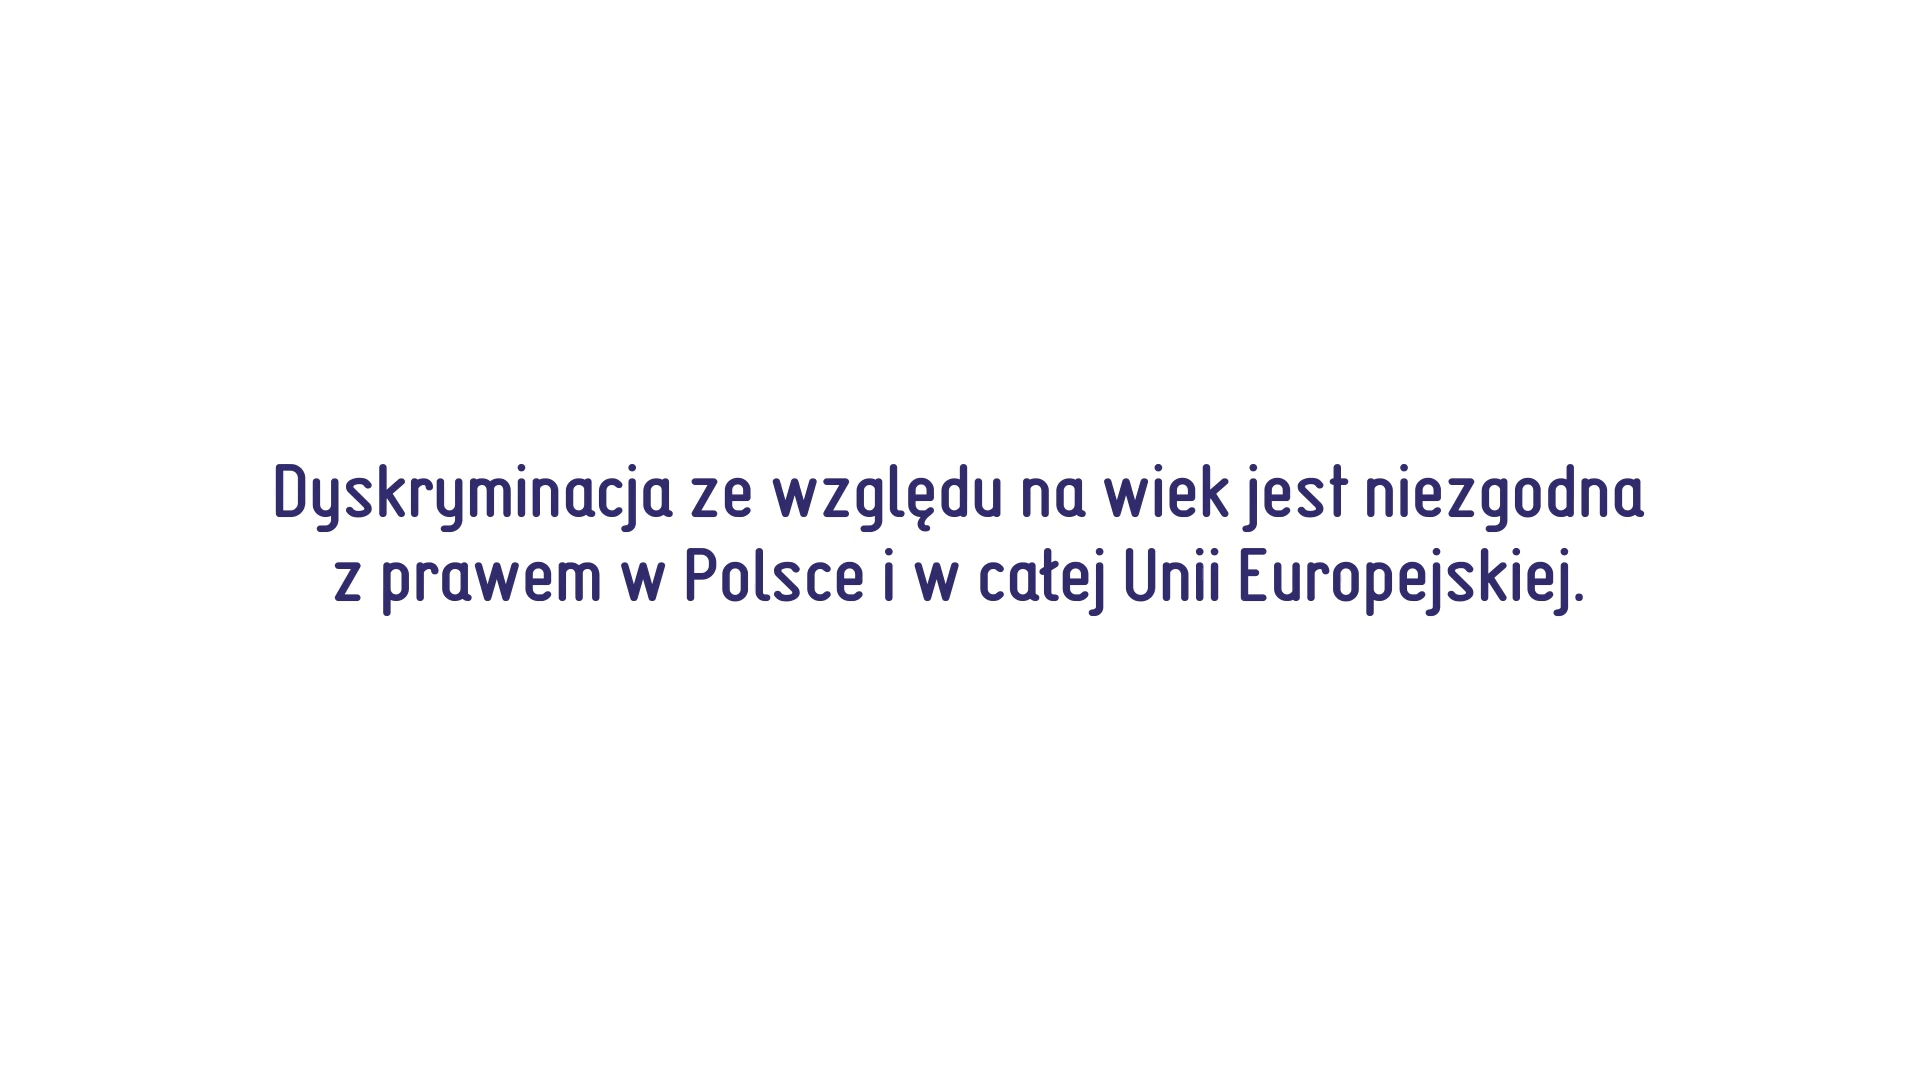 Dyskryminacja ze względu na wiek jest niezgodna
z prawem w Polsce i w całej Unii Europejskiej.